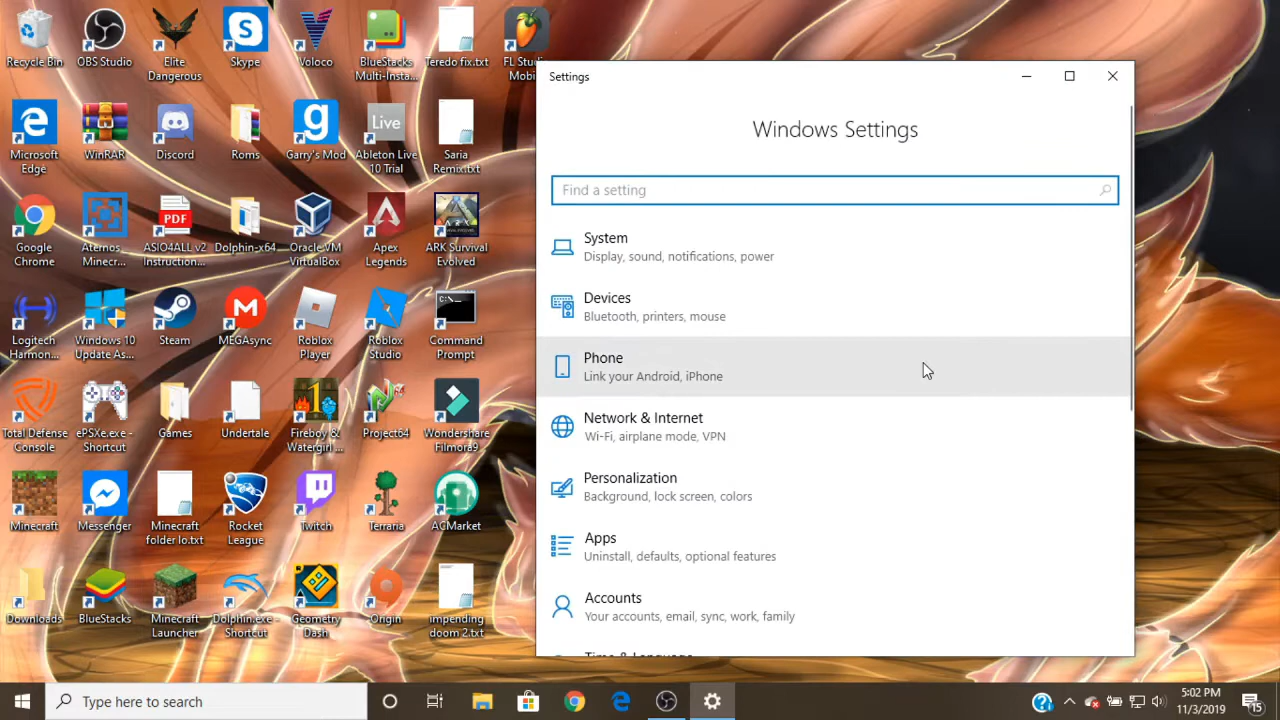 Recycle Bin
OBS Studio
Elite
Dangerous
Skype
Voloco
BlueStacks
Multi-Insta...
Teredo fix.txt
FL Stu
Mobi
Microsoft
Edge
WinRAR
Discord
Roms
Garry's Mod
Live
Ableton Live
10 Trial
Saria
Remix.txt
Google
Chrome
Aternos
Minecr...
PDF
ASIO4ALL v2
Instruction...
Dolphin-x64...
Oracle VM
VirtualBox
Apex
Legends
ARK Survival
Evolved
Logitech
Harmon...
Windows 10
Update As...
Steam
MEGAsync
Roblox
Player
Roblox
Studio
Command
Prompt
Total Defense
Console
ePSXe.exe -
Shortcut
Games
Undertale
Fireboy &
Watergirl ...
Project64
Wondershare
Filmora9
Minecraft
Messenger
Minecraft
folder lo.txt
Rocket
League
Twitch
Terraria
ACMarket
Downloads
BlueStacks
Minecraft
Launcher
Dolphin.exe -
Shortcut
Geometry
Dash
Origin
impending
doom 2.txt
Settings
Windows Settings
Find a setting
System
Display, sound, notifications, power
Devices
Bluetooth, printers, mouse
Phone
Link your Android, iPhone
Network & Internet
Wi-Fi, airplane mode, VPN
Personalization
Background, lock screen, colors
Apps
Uninstall, defaults, optional features
Accounts
Your accounts, email, sync, work, family
Time & Language
Type here to search
5:02 PM
11/3/2019
15